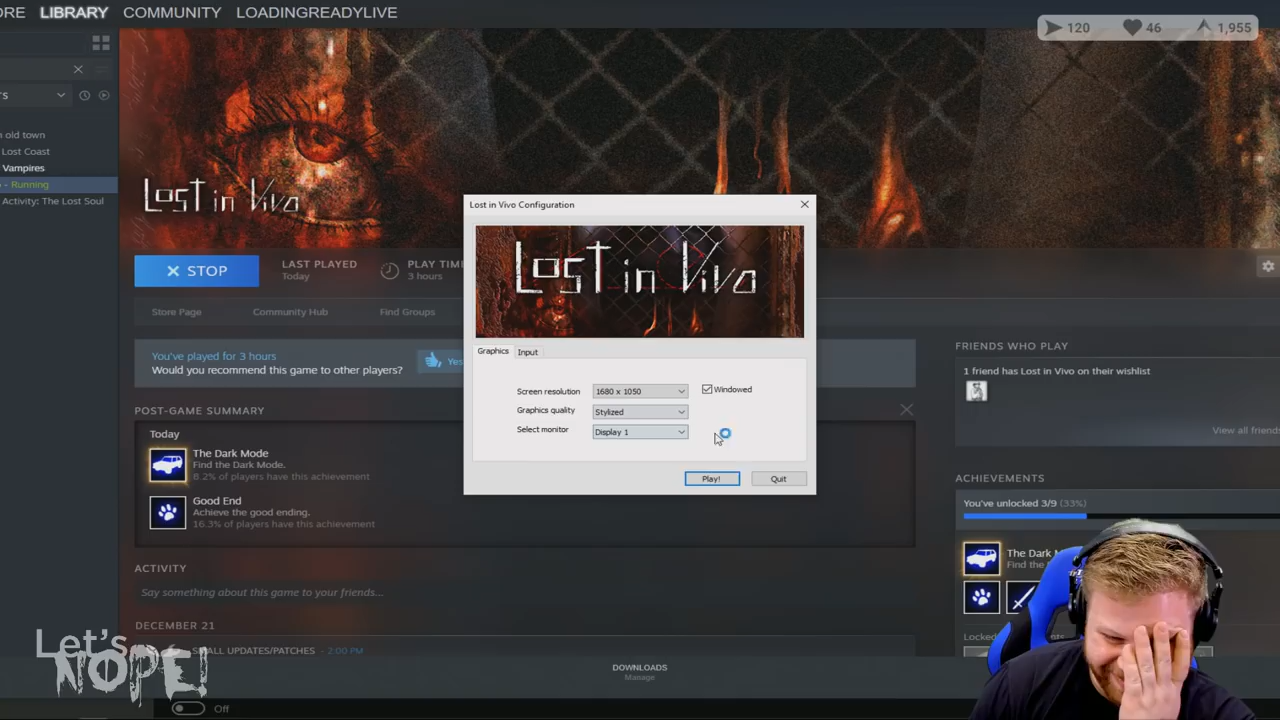 ORE LIBRARY COMMUNITY LOADINGREADYLIVE
120 46 1,955
rs
n old town
Lost Coast
Vampires
- Running
Activity: The Lost Soul
Lost in Vivo
STOP
LAST PLAYED
Today
PLAY TIM
3 hours
Store Page
Community Hub
Find Groups
You've played for 3 hours
Would you recommend this game to other players?
Yes
POST-GAME SUMMARY
Today
The Dark Mode
Find the Dark Mode.
8.2% of players have this achievement
Good End
Achieve the good ending.
16.3% of players have this achievement
ACTIVITY
Say something about this game to your friends...
DECEMBER 21
SMALL UPDATES/PATCHES - 2:00 PM
Lost in Vivo Configuration
Lost in Vivo
Graphics
Input
Screen resolution
1680 x 1050
Windowed
Graphics quality
Stylized
Select monitor
Display 1
Play!
Quit
FRIENDS WHO PLAY
1 friend has Lost in Vivo on their wishlist
View all friends
ACHIEVEMENTS
You've unlocked 3/9 (33%)
The Dark M
Find the
Locked
DOWNLOADS
Manage
Let's
NOPE!
Off